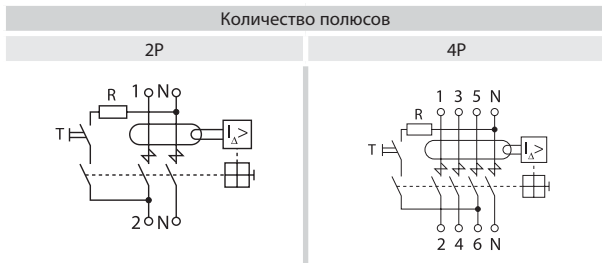 Количество полюсов
2P 4P
1 N
R
T
I∆>
2 N
1 3 5 N
R
T
I∆>
2 4 6 N